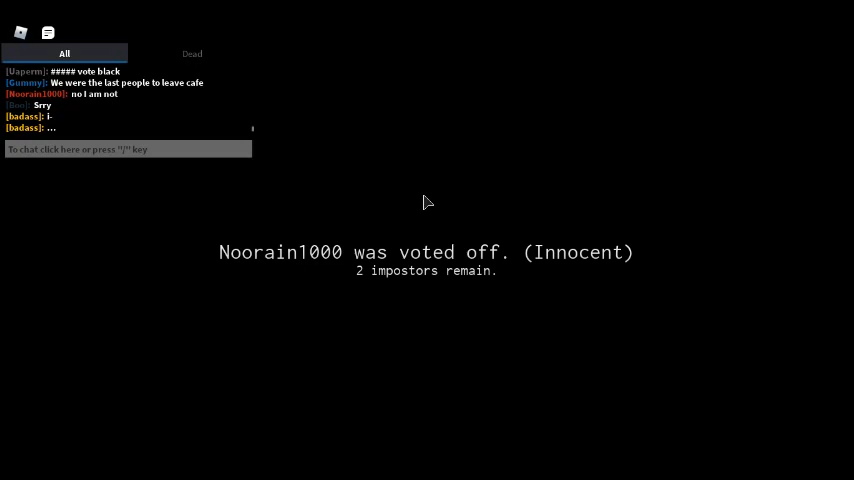 All
Dead
[Uaperm]: ##### vote black
[Gummy]: We were the last people to leave cafe
[Noorain1000]: no I am not
[Bon]: Srry
[badass]: i-
[badass]: ...
To chat click here or press "/" key
Noorain1000 was voted off. (Innocent)
2 impostors remain.